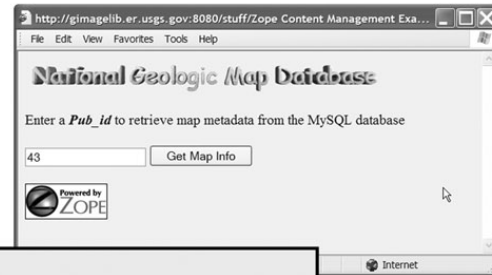 http://gimagelib.er.usgs.gov:8080/stuff/Zope Content Management Exa...
File Edit View Favorites Tools Help
National Geologic Map Database
Enter a Pub_id to retrieve map metadata from the MySQL database
43 Get Map Info
Powered by
ZOPE
Internet